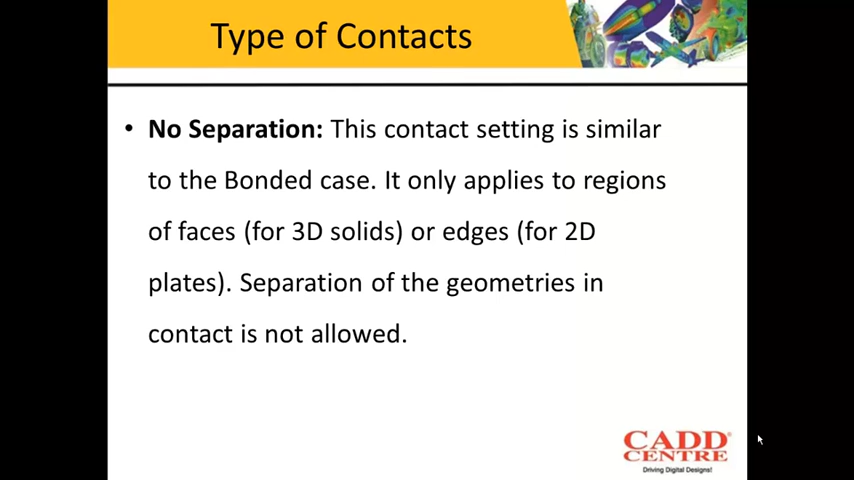 Type of Contacts
• No Separation: This contact setting is similar
to the Bonded case. It only applies to regions
of faces (for 3D solids) or edges (for 2D
plates). Separation of the geometries in
contact is not allowed.
CADD®
CENTRE
Driving Digital Designs!